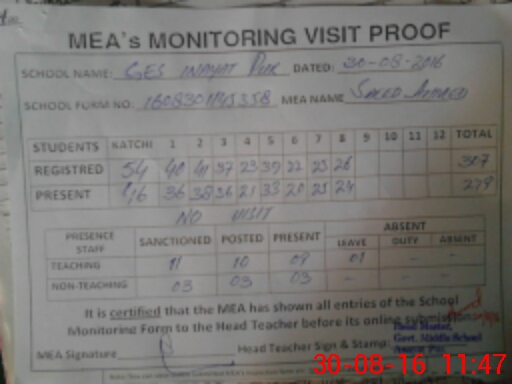 MEA's MONITORING VISIT PROOF
SCHOOL NAME: GES INAYAT PUR DATED: 30-08-2016
SCHOOL FORM NO: MEA NAME Saeed Ahmed
STUDENTS KATCHI 1 2 3 4 5 6 7 8 9 10 11 12 TOTAL
REGISTRED 54 40 41 37 23 39 22 25 26 307
PRESENT 46 36 38 36 21 33 20 25 24 279
NO VISIT
PRESENCE STAFF SANCTIONED POSTED PRESENT ABSENT
LEAVE DUTY ABSENT
TEACHING 11 10 09 01 - -
NON-TEACHING 03 03 03 - - -
It is certified that the MEA has shown all entries of the School
Monitoring Form to the Head Teacher before its online submission.
MEA Signature Head Teacher Sign & Stamp:
Head Master,
Govt. Middle School
30-08-16 11:47